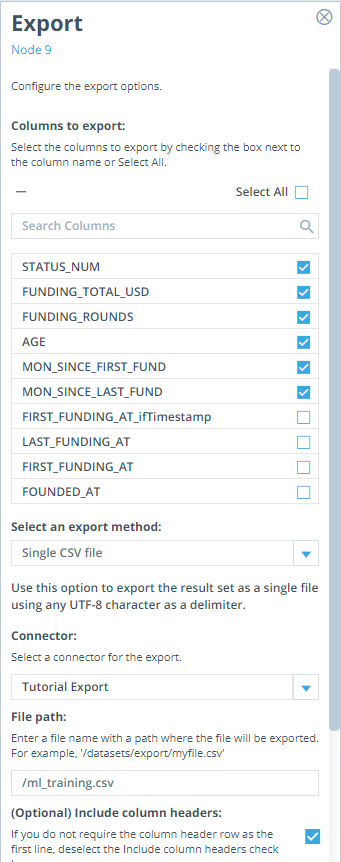 Export
Node 9
Configure the export options.
Columns to export:
Select the columns to export by checking the box next to
the column name or Select All.
Select All
Search Columns
STATUS_NUM
FUNDING_TOTAL_USD
FUNDING_ROUNDS
AGE
MON_SINCE_FIRST_FUND
MON_SINCE_LAST_FUND
FIRST_FUNDING_AT_ifTimestamp
LAST_FUNDING_AT
FIRST_FUNDING_AT
FOUNDED_AT
Select an export method:
Single CSV file
Use this option to export the result set as a single file
using any UTF-8 character as a delimiter.
Connector:
Select a connector for the export.
Tutorial Export
File path:
Enter a file name with a path where the file will be exported.
For example, '/datasets/export/myfile.csv'
/ml_training.csv
(Optional) Include column headers:
If you do not require the column header row as the
first line, deselect the Include column headers check